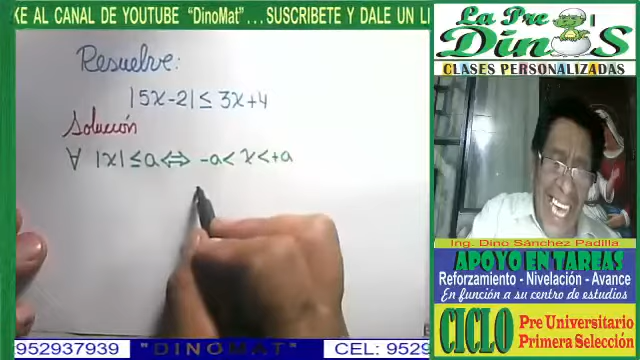 KE AL CANAL DE YOUTUBE “DinoMat”... SUSCRIBETE Y DALE UN LI
La Pre
DinoS
CLASES PERSONALIZADAS
Resuelve:
|5x-2| ≤ 3x+4
Solución
∀ |x| ≤ a ⇔ -a < x < +a
Ing. Dino Sánchez Padilla
APOYO EN TAREAS
Reforzamiento - Nivelación - Avance
En función a su centro de estudios
CICLO Pre Universitario
Primera Selección
952937939 "DINOMAT" CEL: 9529